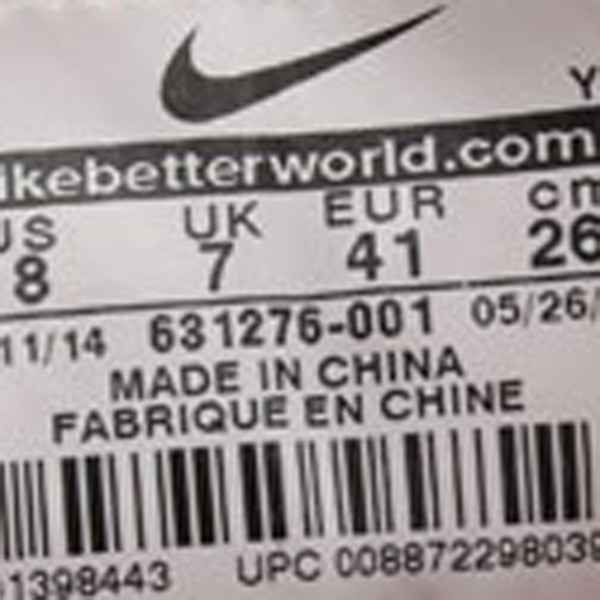 Y
ikebetterworld.com
US UK EUR cm
8 7 41 26
11/14 631276-001 05/26/
MADE IN CHINA
FABRIQUE EN CHINE
1398443 UPC 00887229803